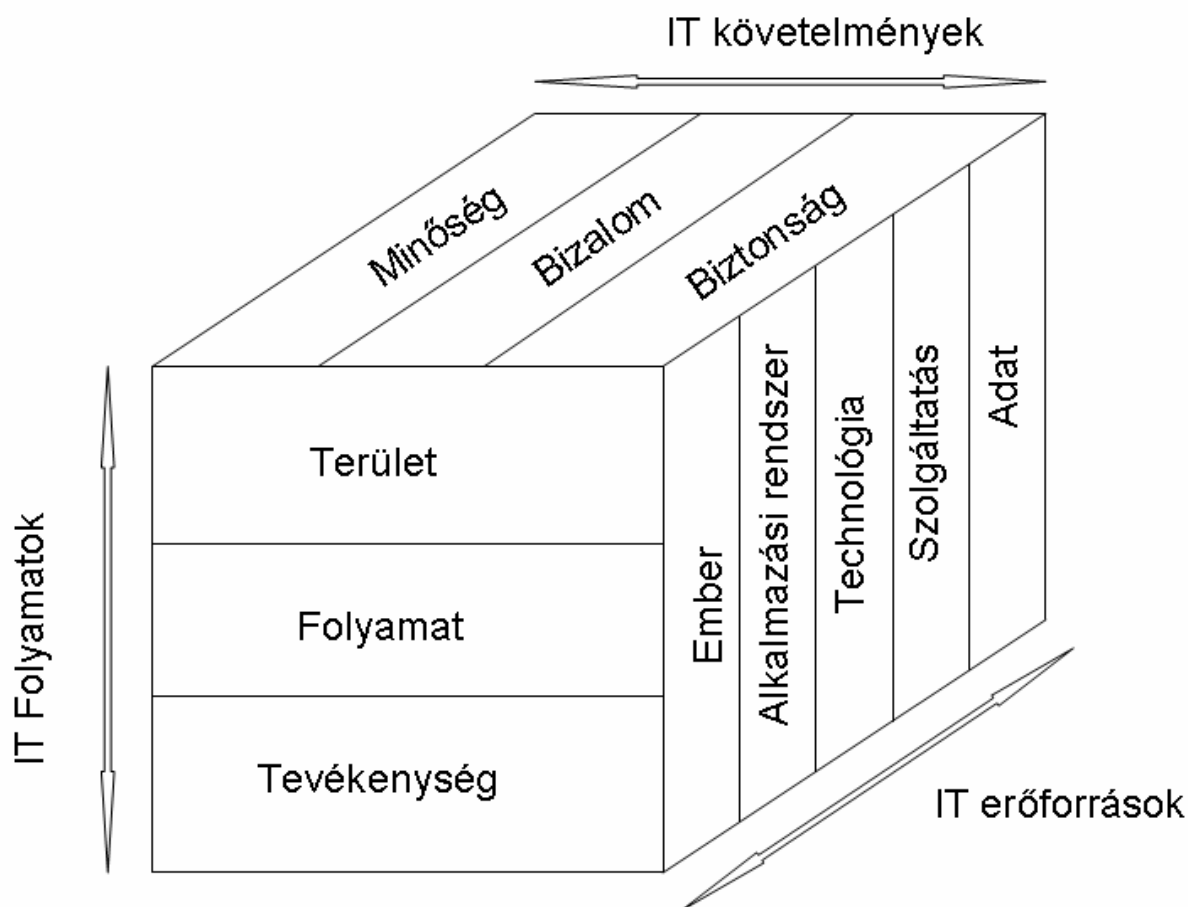 IT követelmények
Minőség
Bizalom
Biztonság
Terület
Folyamat
Tevékenység
IT Folyamatok
Ember
Alkalmazási rendszer
Technológia
Szolgáltatás
Adat
IT erőforrások